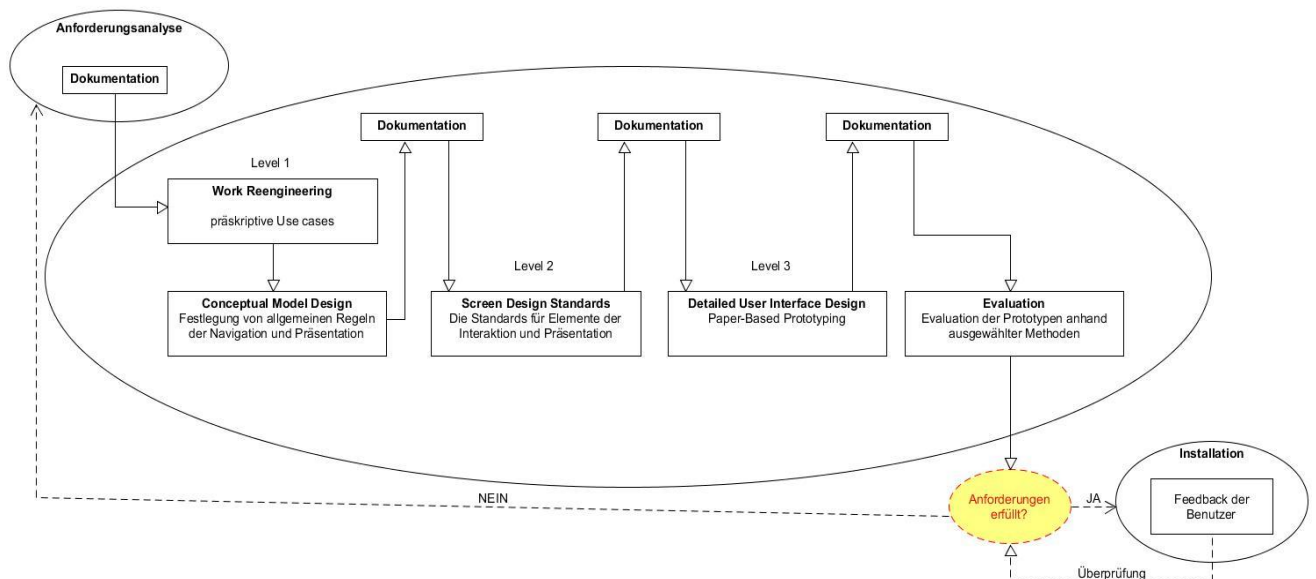 Anforderungsanalyse
Dokumentation
Dokumentation
Dokumentation
Dokumentation
Level 1
Work Reengineering
präskriptive Use cases
Level 2
Level 3
Conceptual Model Design
Festlegung von allgemeinen Regeln
der Navigation und Präsentation
Screen Design Standards
Die Standards für Elemente der
Interaktion und Präsentation
Detailed User Interface Design
Paper-Based Prototyping
Evaluation
Evaluation der Prototypen anhand
ausgewählter Methoden
Installation
NEIN
Anforderungen
erfüllt?
JA
Feedback der
Benutzer
Überprüfung